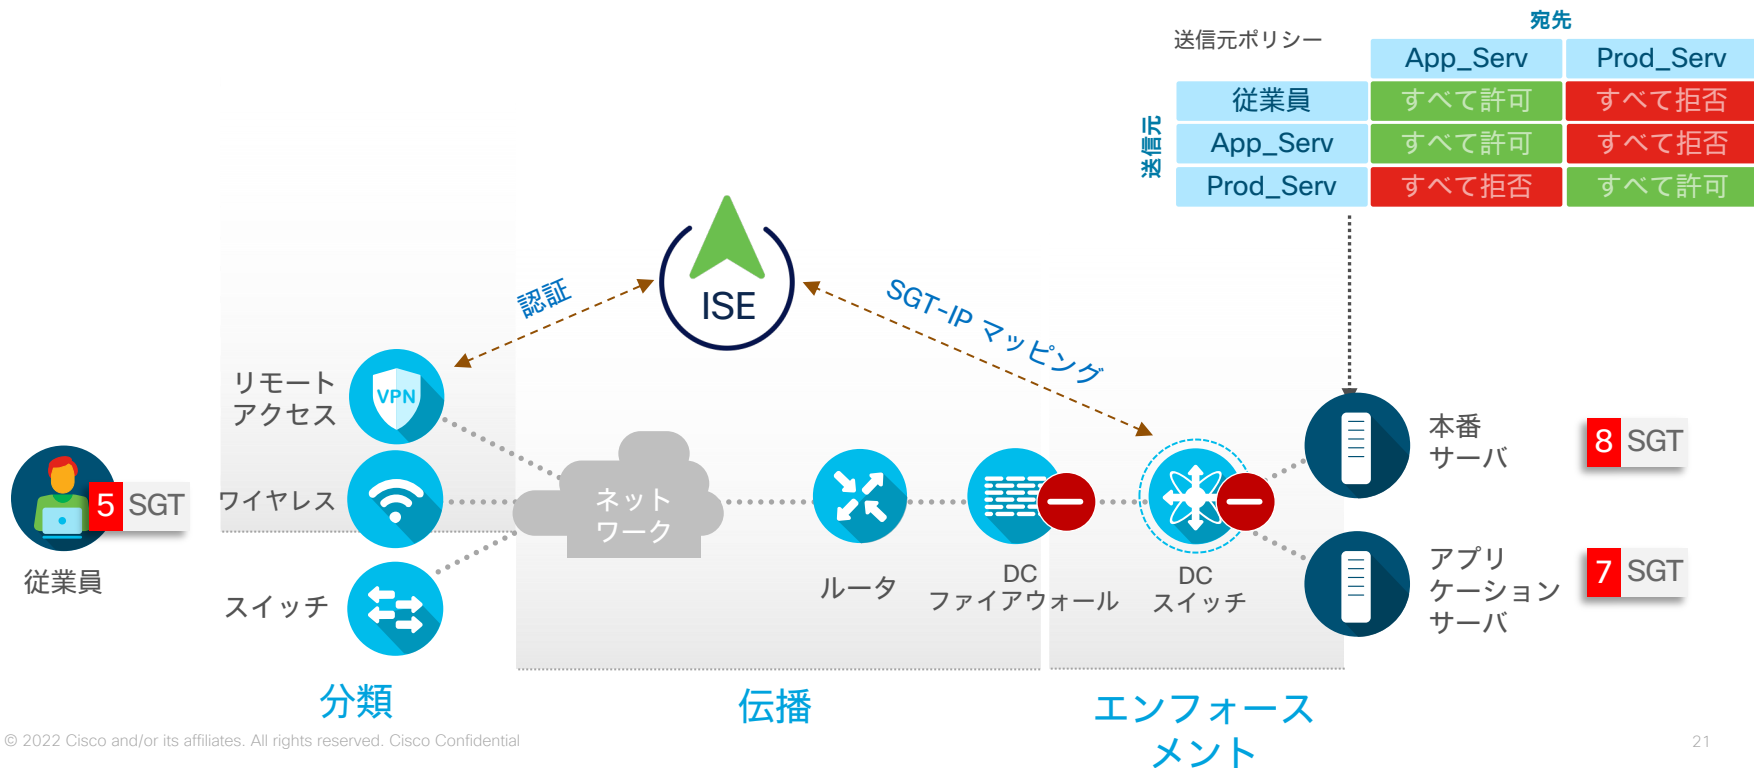 宛先
送信元ポリシー
App_Serv
Prod_Serv
送信元
従業員
すべて許可
すべて拒否
App_Serv
すべて許可
すべて拒否
Prod_Serv
すべて拒否
すべて許可
ISE
認証
SGT-IP マッピング
リモート
アクセス
VPN
ワイヤレス
スイッチ
5 SGT
従業員
ネット
ワーク
ルータ
DC
ファイアウォール
DC
スイッチ
本番
サーバ
8 SGT
アプリ
ケーション
サーバ
7 SGT
分類
伝播
エンフォース
メント
© 2022 Cisco and/or its affiliates. All rights reserved. Cisco Confidential
21